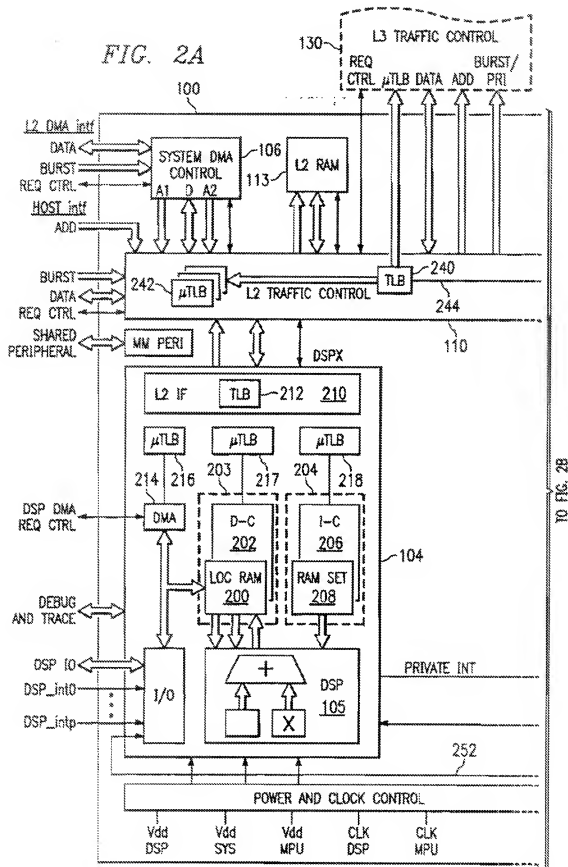 FIG. 2A
130
L3 TRAFFIC CONTROL
REQ
CTRL
μTLB
DATA
ADD
BURST/
PRI
100
L2 DMA intf
DATA
BURST
REQ CTRL
SYSTEM DMA
CONTROL
A1 D A2
106
113
L2 RAM
HOST intf
ADD
BURST
DATA
REQ CTRL
242
μTLB
L2 TRAFFIC CONTROL
TLB
240
244
110
SHARED
PERIPHERAL
MM PERI
DSPX
L2 IF
TLB
212
210
μTLB
μTLB
μTLB
214
216
203
217
204
218
DSP DMA
REQ CTRL
DMA
D-C
202
I-C
206
104
LOC RAM
200
RAM SET
208
DEBUG
AND TRACE
DSP IO
DSP_int0
DSP_intp
I/O
+
X
DSP
105
PRIVATE INT
252
POWER AND CLOCK CONTROL
Vdd
DSP
Vdd
SYS
Vdd
MPU
CLK
DSP
CLK
MPU
TO FIG. 2B